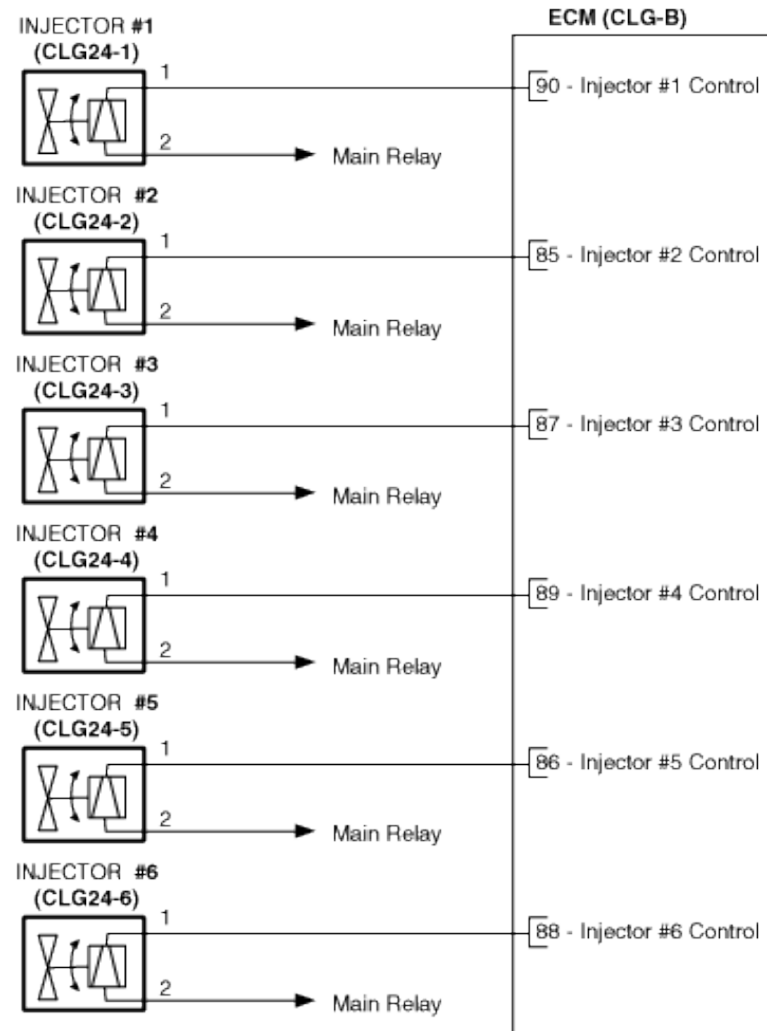 ECM (CLG-B)
INJECTOR #1
(CLG24-1)
1
90 - Injector #1 Control
2
Main Relay
INJECTOR #2
(CLG24-2)
1
85 - Injector #2 Control
2
Main Relay
INJECTOR #3
(CLG24-3)
1
87 - Injector #3 Control
2
Main Relay
INJECTOR #4
(CLG24-4)
1
89 - Injector #4 Control
2
Main Relay
INJECTOR #5
(CLG24-5)
1
86 - Injector #5 Control
2
Main Relay
INJECTOR #6
(CLG24-6)
1
88 - Injector #6 Control
2
Main Relay